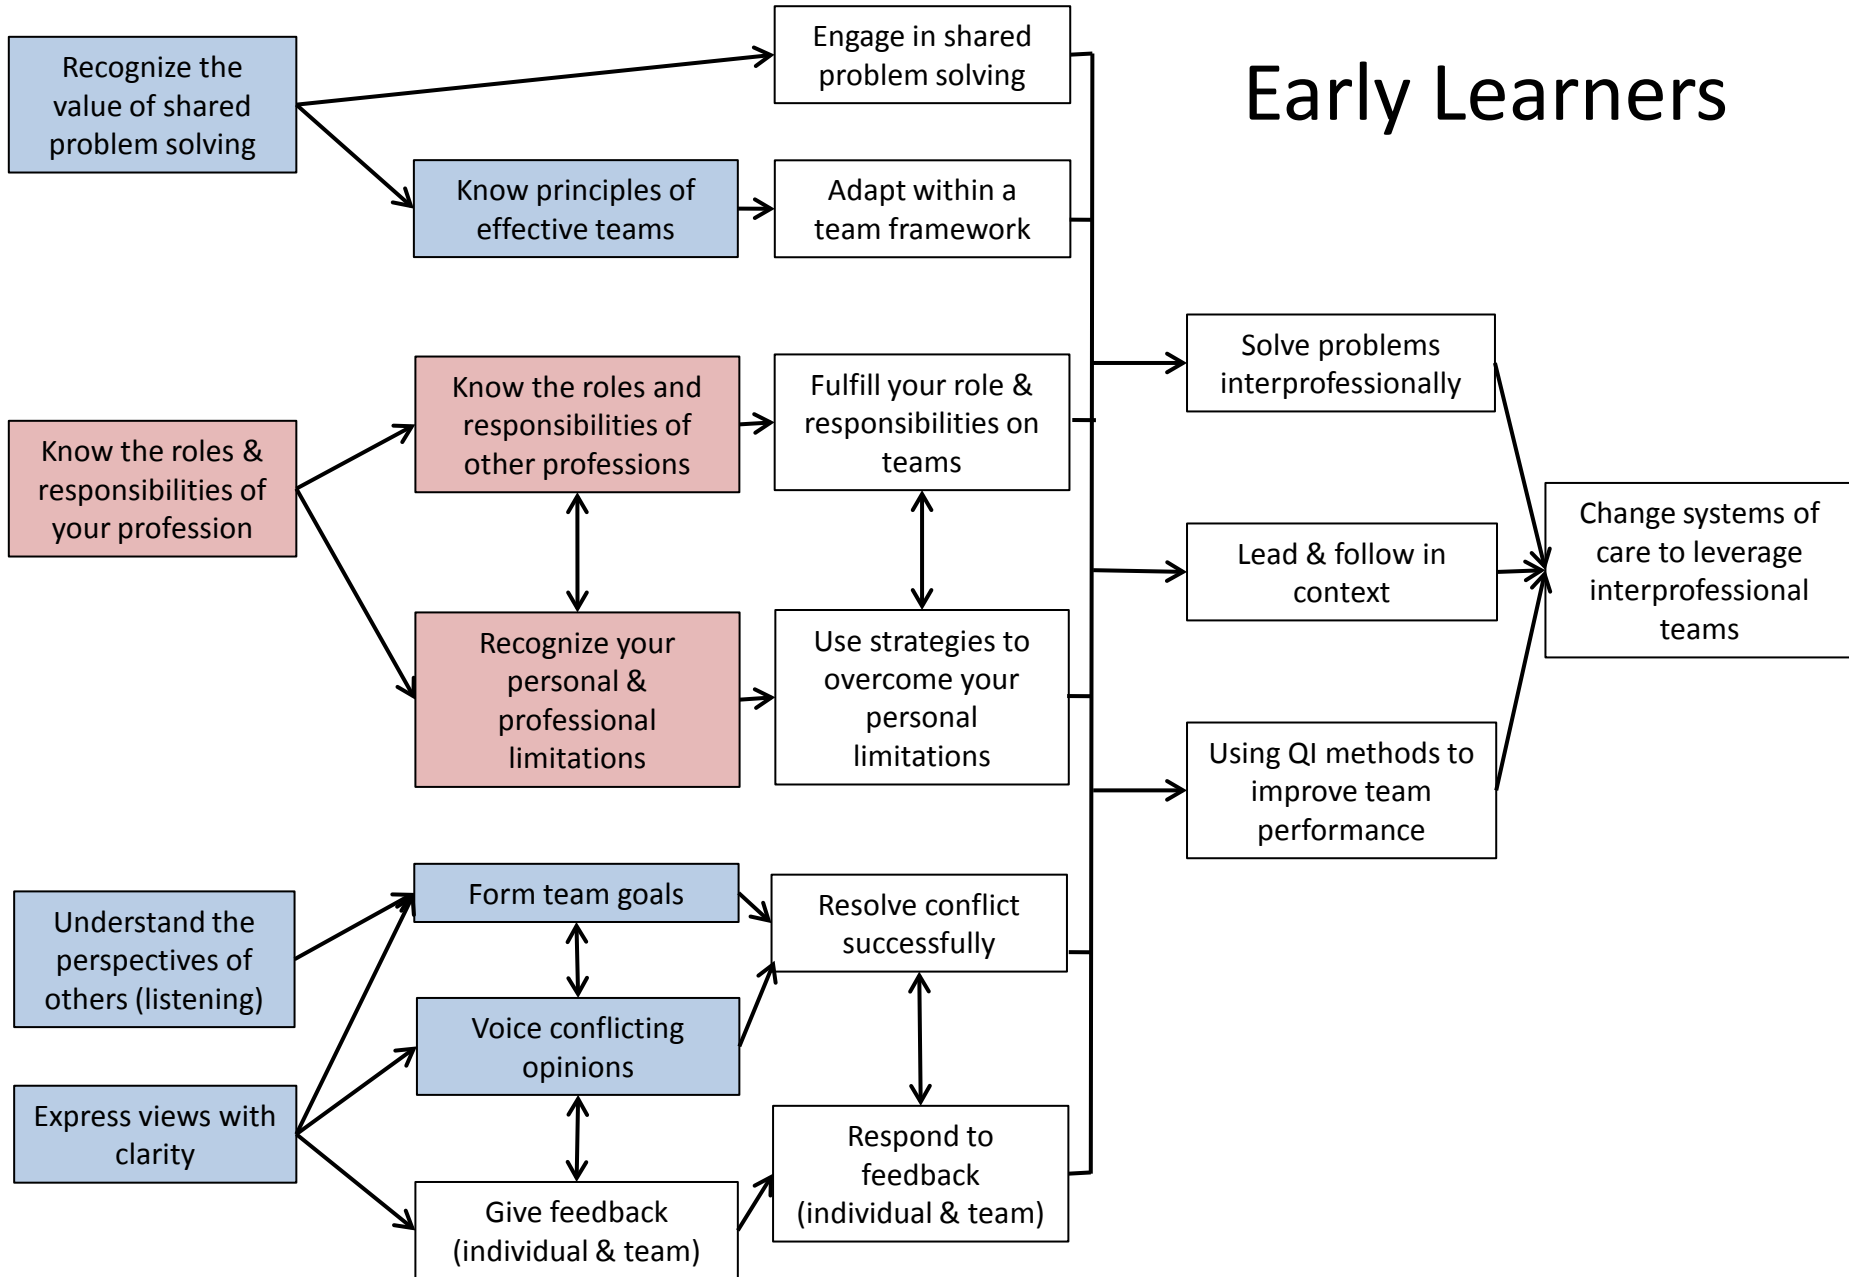 Early Learners
Recognize the
value of shared
problem solving
Engage in shared
problem solving
Know principles of
effective teams
Adapt within a
team framework
Know the roles &
responsibilities of
your profession
Know the roles and
responsibilities of
other professions
Fulfill your role &
responsibilities on
teams
Recognize your
personal &
professional
limitations
Use strategies to
overcome your
personal
limitations
Understand the
perspectives of
others (listening)
Express views with
clarity
Form team goals
Voice conflicting
opinions
Give feedback
(individual & team)
Resolve conflict
successfully
Respond to
feedback
(individual & team)
Solve problems
interprofessionally
Lead & follow in
context
Using QI methods to
improve team
performance
Change systems of
care to leverage
interprofessional
teams